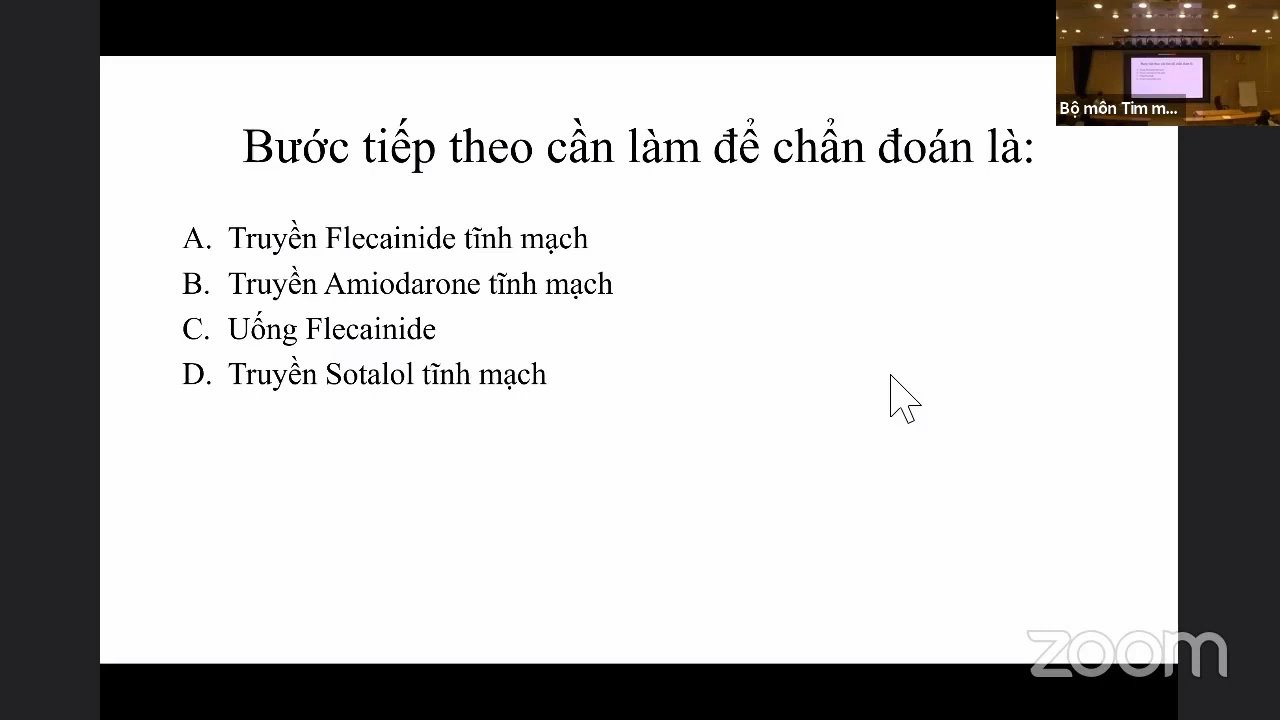 Bộ môn Tim m...
Bước tiếp theo cần làm để chẩn đoán là:
A. Truyền Flecainide tĩnh mạch
B. Truyền Amiodarone tĩnh mạch
C. Uống Flecainide
D. Truyền Sotalol tĩnh mạch
zoom